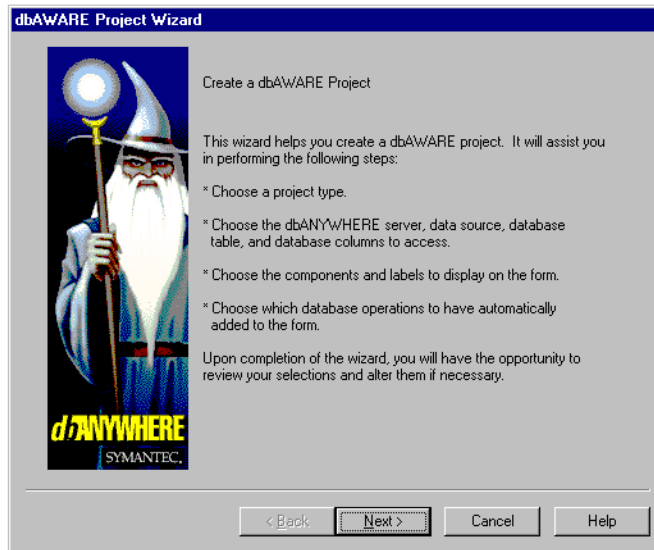 dbAWARE Project Wizard
Create a dbAWARE Project
This wizard helps you create a dbAWARE project. It will assist you
in performing the following steps:
* Choose a project type.
* Choose the dbANYWHERE server, data source, database
table, and database columns to access.
* Choose the components and labels to display on the form.
* Choose which database operations to have automatically
added to the form.
Upon completion of the wizard, you will have the opportunity to
review your selections and alter them if necessary.
dbANYWHERE
SYMANTEC.
< Back
Next >
Cancel
Help